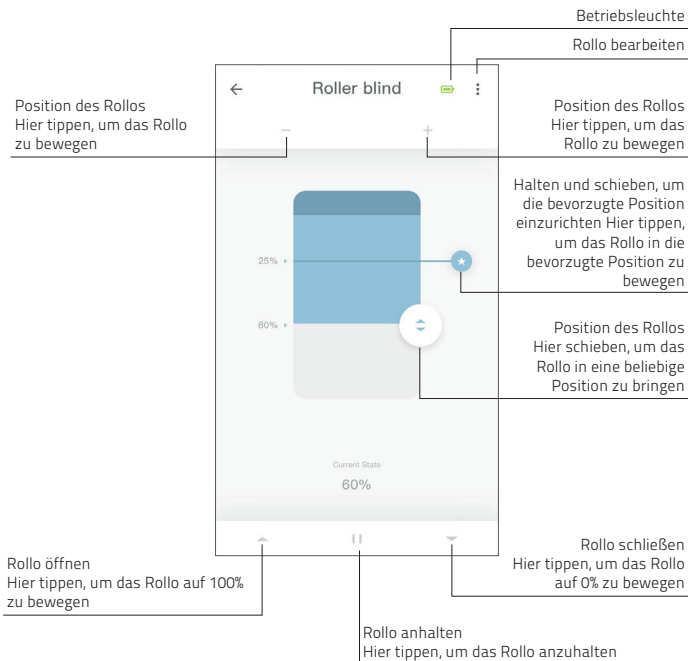 Betriebsleuchte
Rollo bearbeiten
Roller blind
Position des Rollos
Hier tippen, um das Rollo
zu bewegen
Position des Rollos
Hier tippen, um das
Rollo zu bewegen
Halten und schieben, um
die bevorzugte Position
einzurichten Hier tippen,
um das Rollo in die
bevorzugte Position zu
bewegen
25%
60%
Position des Rollos
Hier schieben, um das
Rollo in eine beliebige
Position zu bringen
Current State
60%
Rollo öffnen
Hier tippen, um das Rollo auf 100%
zu bewegen
Rollo schließen
Hier tippen, um das Rollo
auf 0% zu bewegen
Rollo anhalten
Hier tippen, um das Rollo anzuhalten